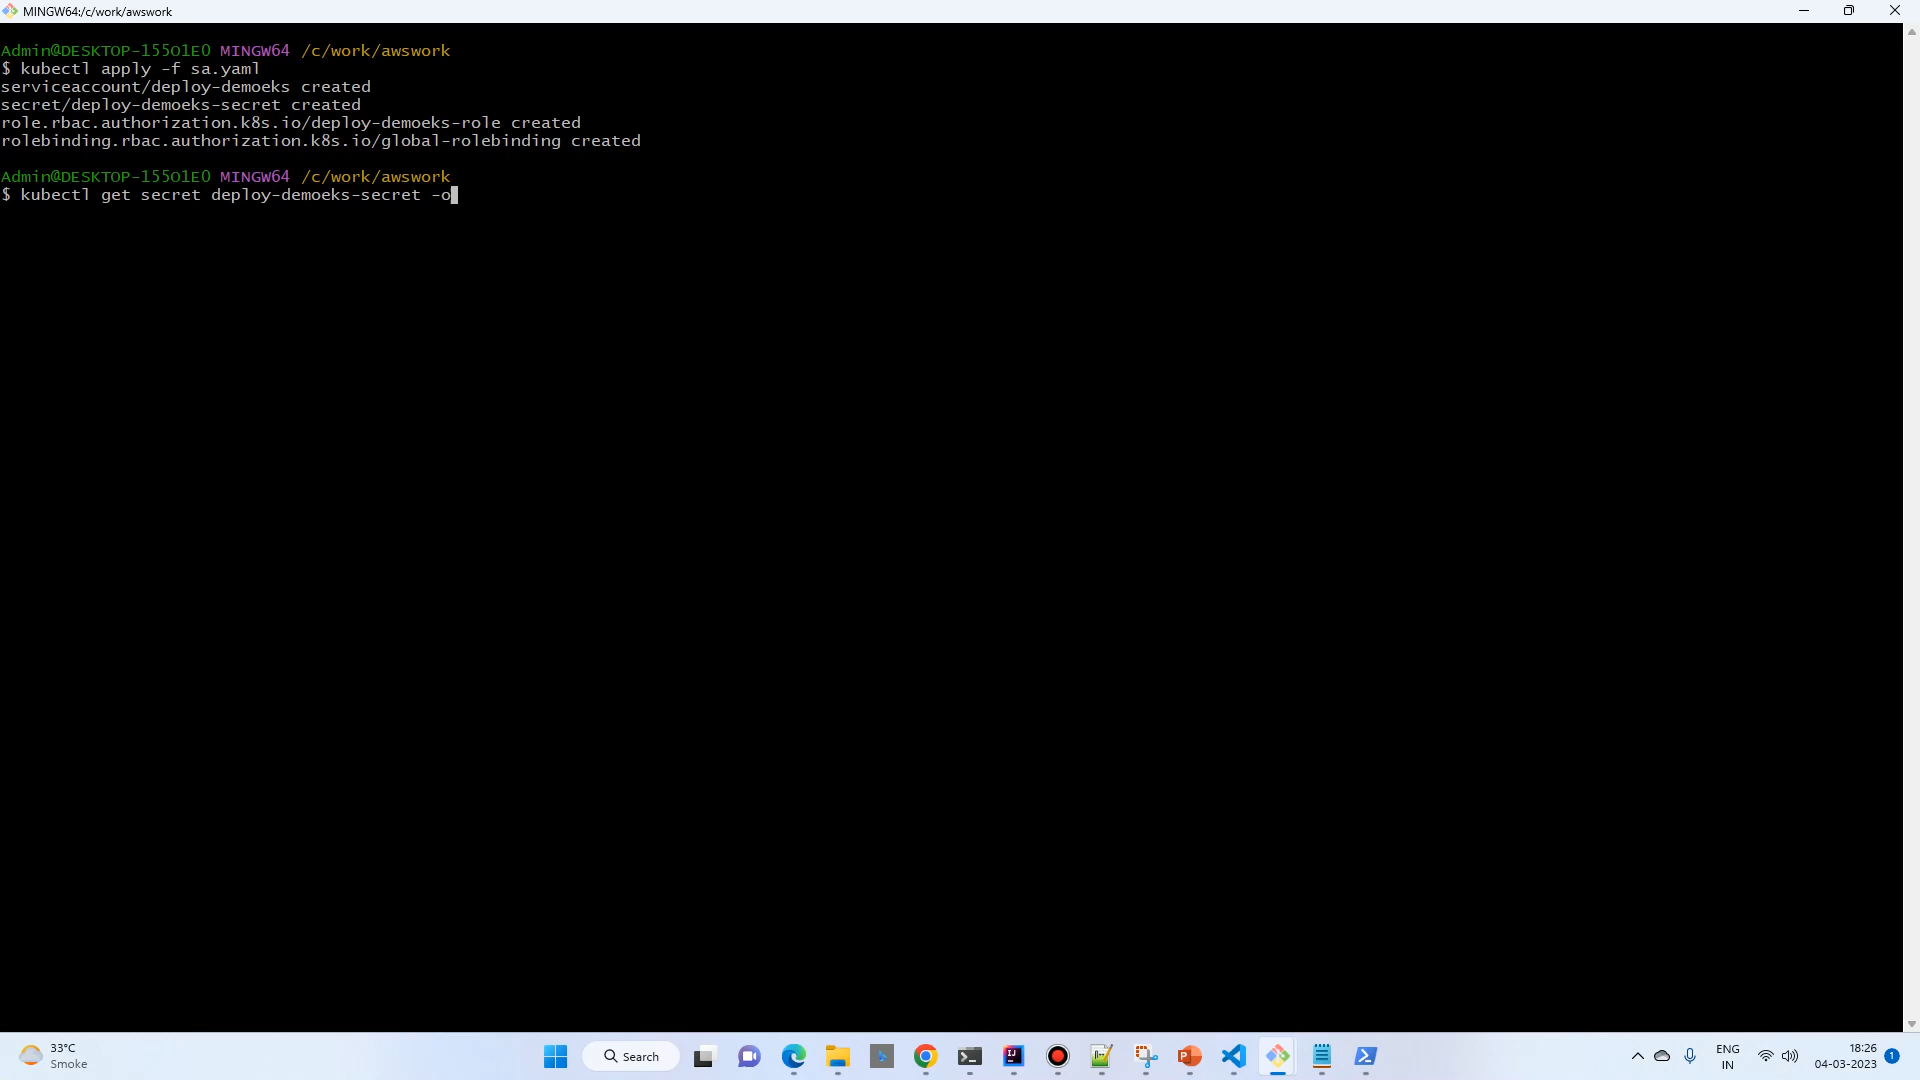 MINGW64:/c/work/awswork
Admin@DESKTOP-155O1E0 MINGW64 /c/work/awswork
$ kubectl apply -f sa.yaml
serviceaccount/deploy-demoeks created
secret/deploy-demoeks-secret created
role.rbac.authorization.k8s.io/deploy-demoeks-role created
rolebinding.rbac.authorization.k8s.io/global-rolebinding created
Admin@DESKTOP-155O1E0 MINGW64 /c/work/awswork
$ kubectl get secret deploy-demoeks-secret -o
33°C
Smoke
Search
ENG
IN
18:26
04-03-2023
1